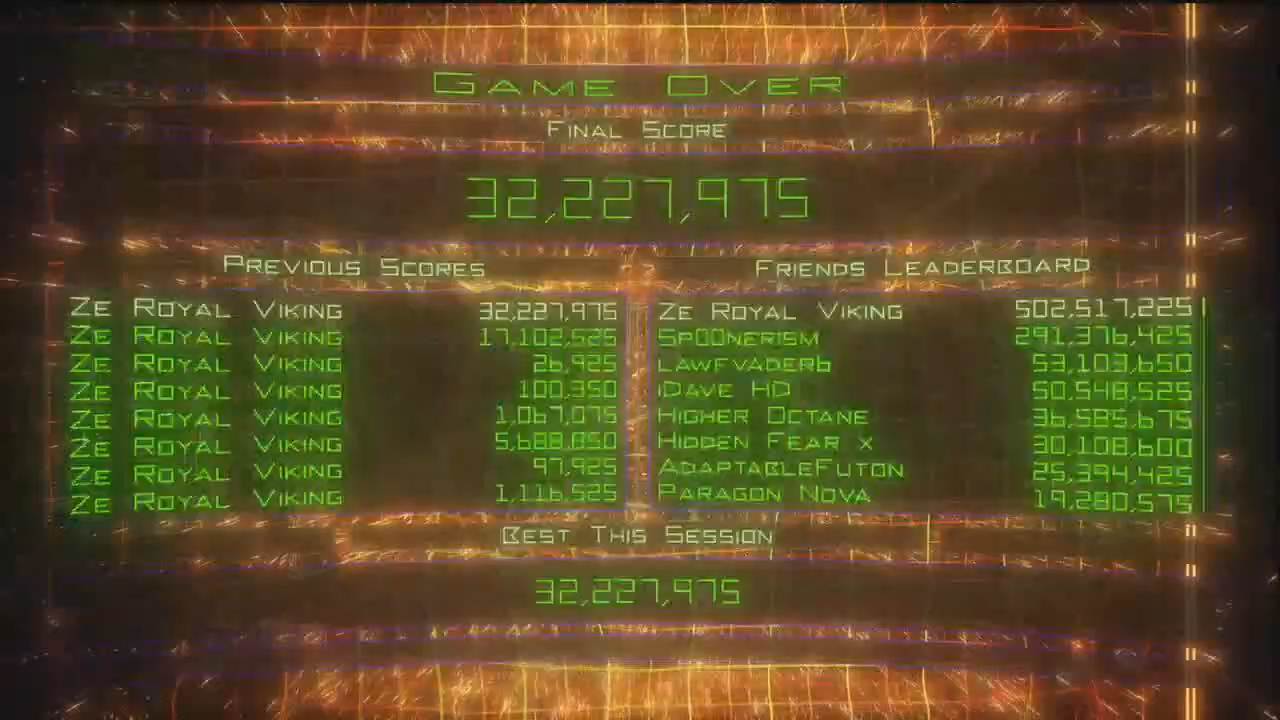 Game Over
Final Score
32,227,975
Previous Scores
Ze Royal Viking 32,227,975
Ze Royal Viking 17,102,525
Ze Royal Viking 26,925
Ze Royal Viking 100,350
Ze Royal Viking 1,067,075
Ze Royal Viking 5,688,850
Ze Royal Viking 97,925
Ze Royal Viking 1,116,525
Friends Leaderboard
Ze Royal Viking 502,517,225
Sp00nerism 291,376,425
Lawfvader6 53,103,650
iDave HD 50,548,525
Higher Octane 36,585,675
Hidden Fear x 30,108,600
AdaptableFuton 25,394,425
Paragon Nova 19,280,575
Best This Session
32,227,975